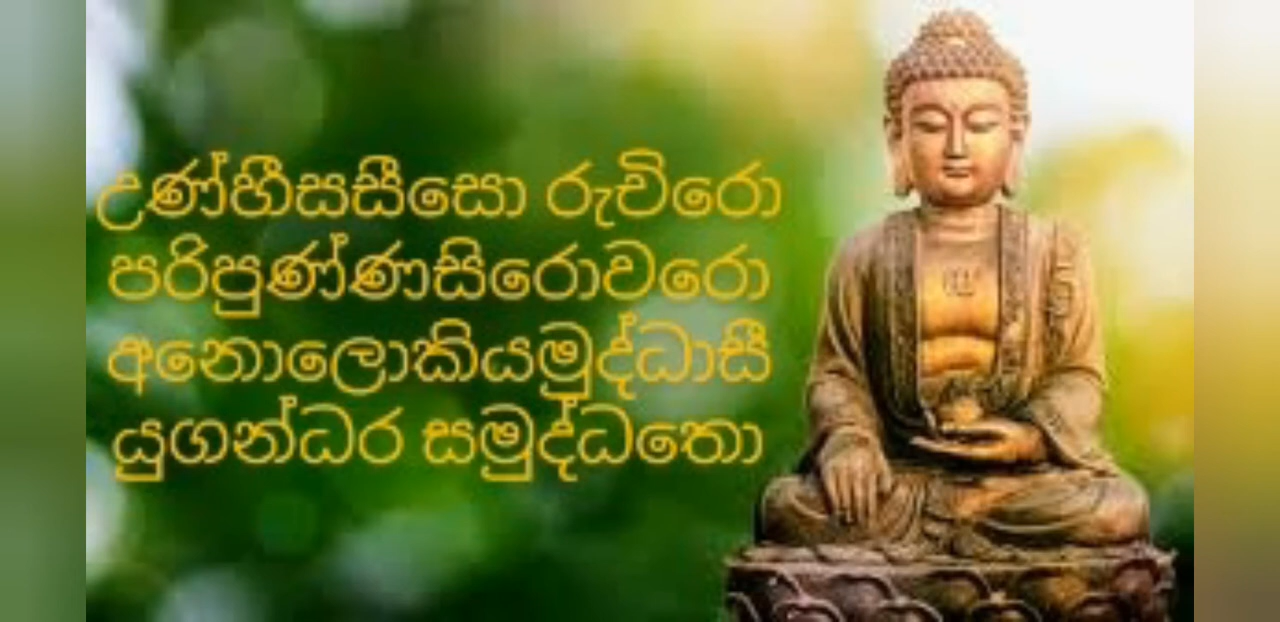 උණ්හීසසීසො රුචිරො
පරිපුණ්ණසිරොවරො
අනොලොකියමුද්ධාසී
යුගන්ධර සමුද්ධතො